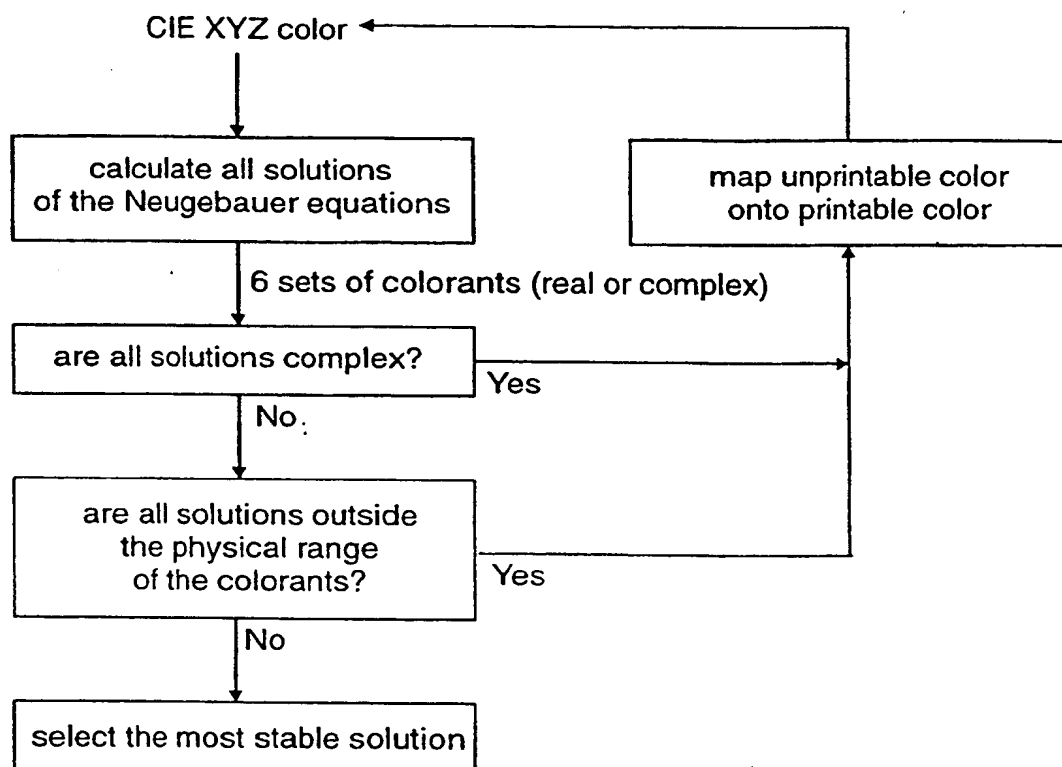 CIE XYZ color
calculate all solutions
of the Neugebauer equations
map unprintable color
onto printable color
6 sets of colorants (real or complex)
are all solutions complex?
Yes
No
are all solutions outside
the physical range
of the colorants?
Yes
No
select the most stable solution